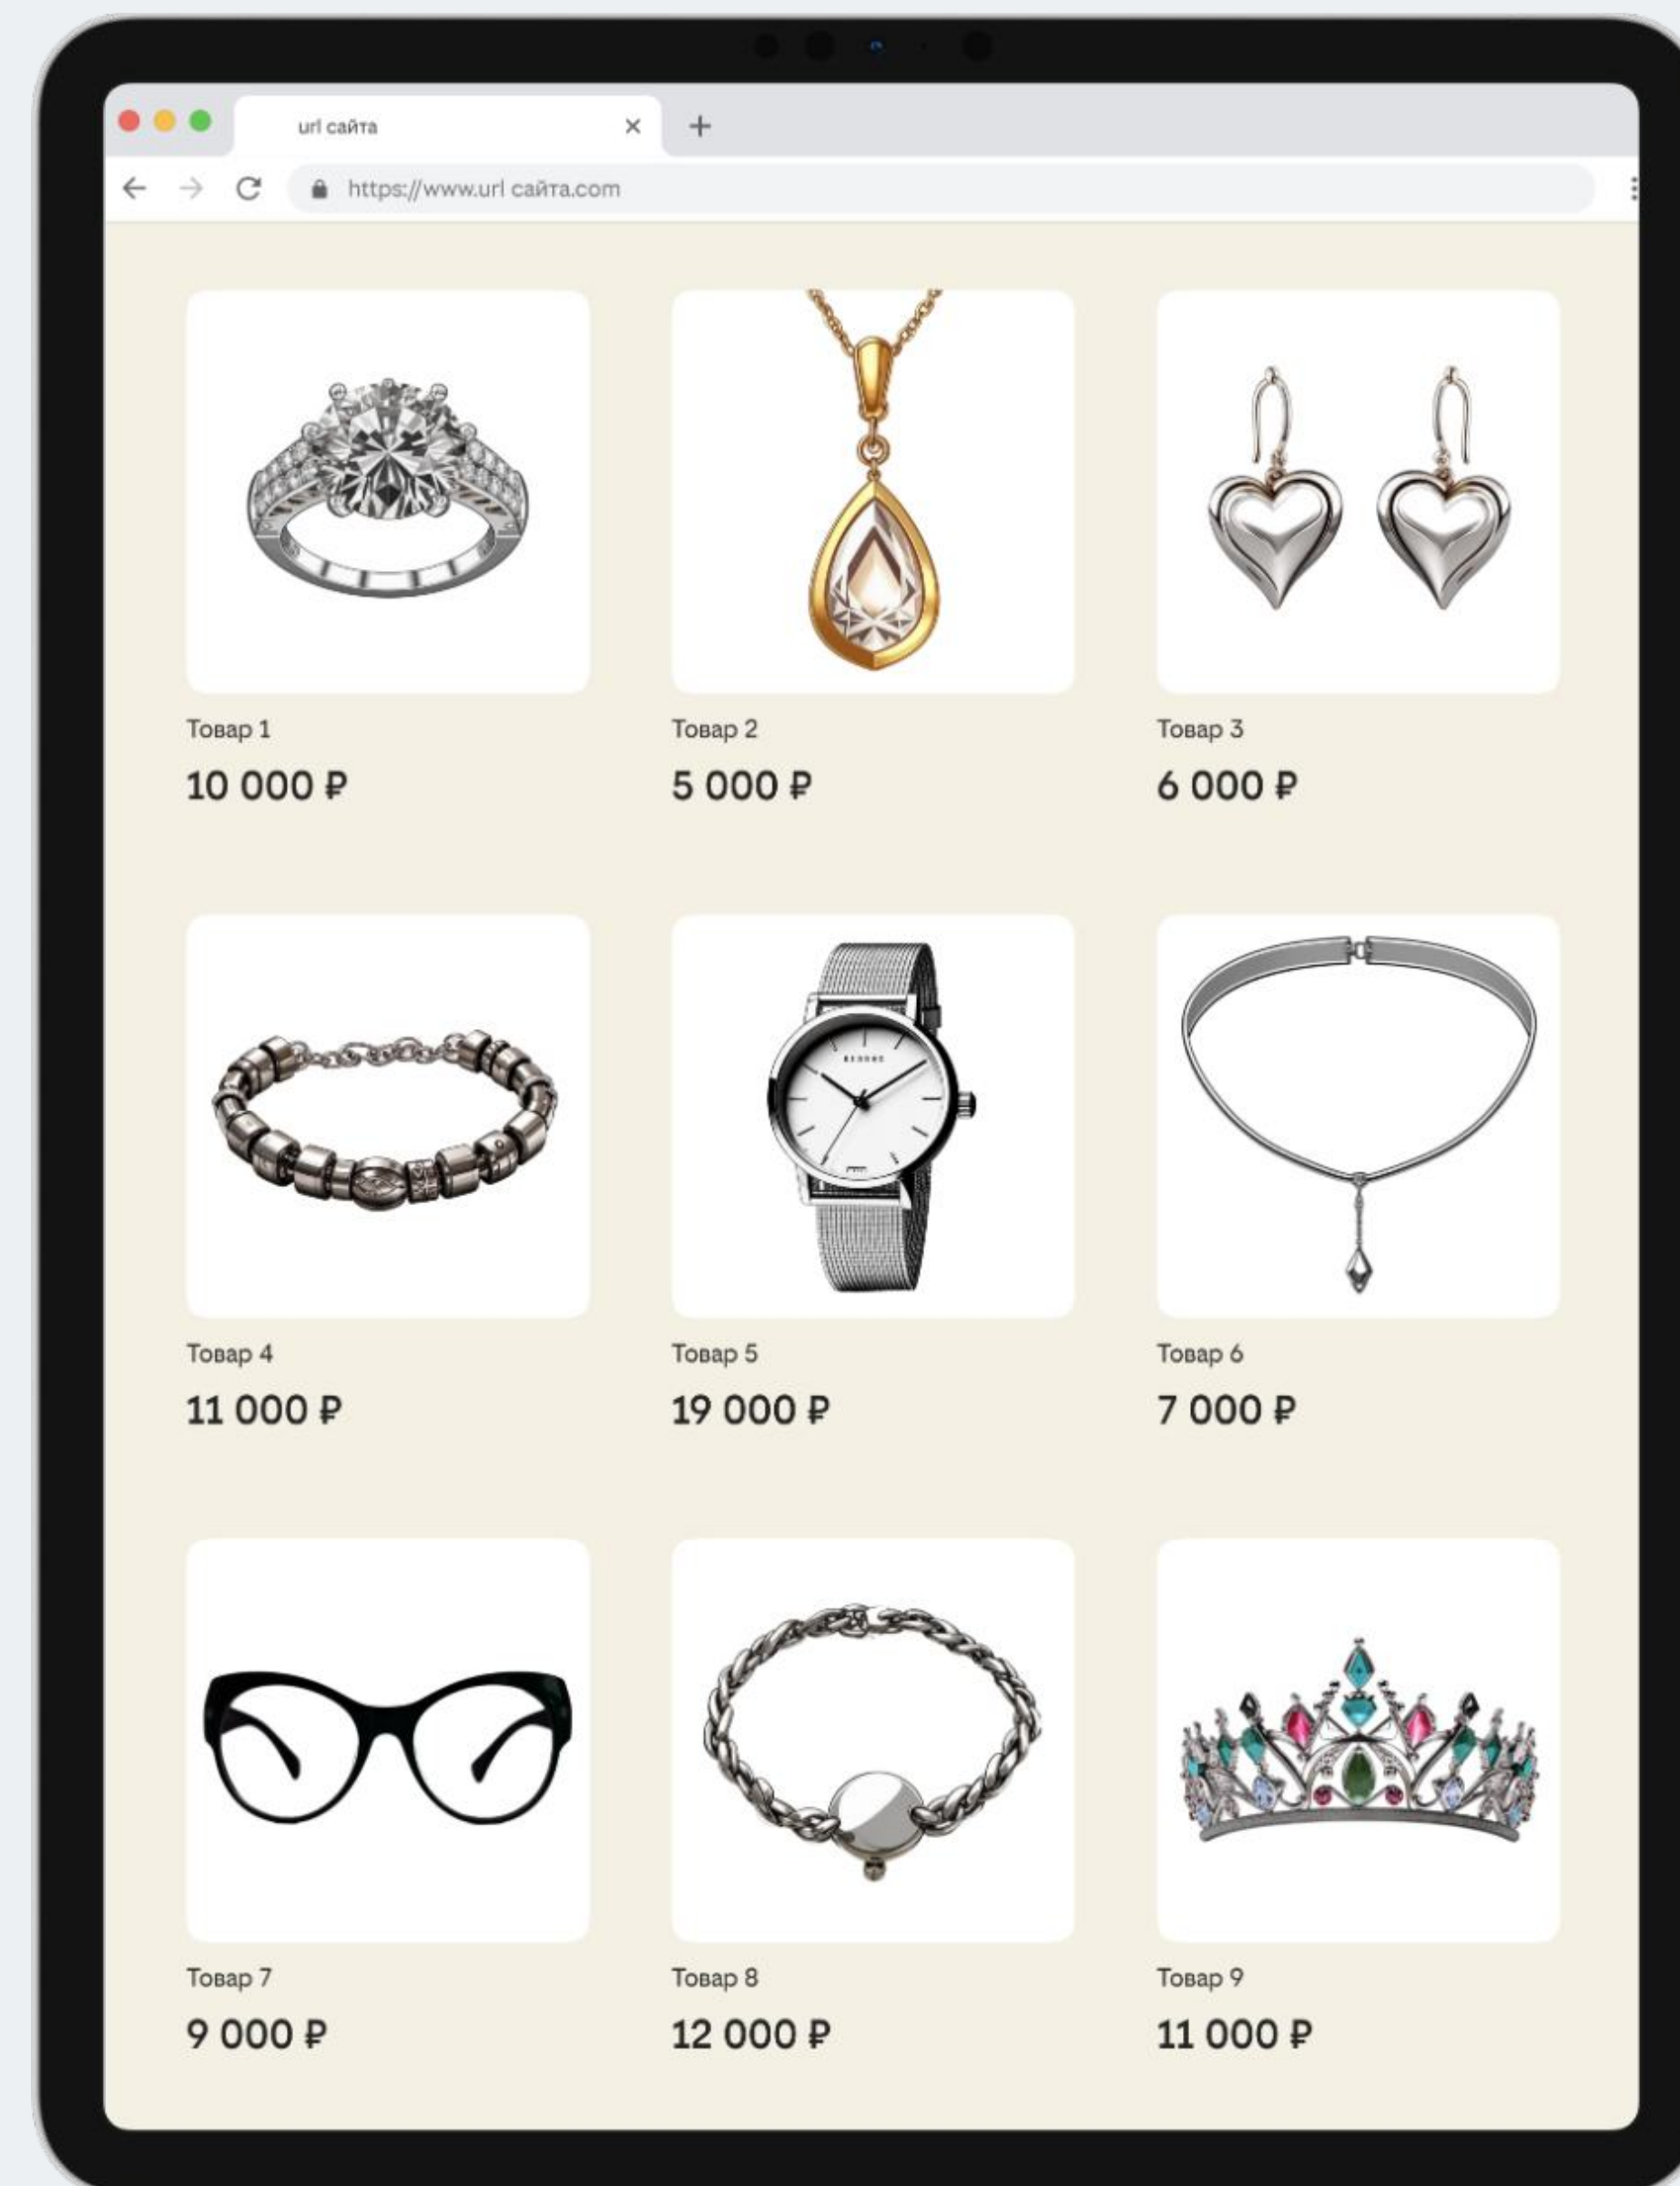 url сайта
https://www.url сайта.com
Товар 1
10 000 ₽
Товар 2
5 000 ₽
Товар 3
6 000 ₽
Товар 4
11 000 ₽
Товар 5
19 000 ₽
Товар 6
7 000 ₽
Товар 7
9 000 ₽
Товар 8
12 000 ₽
Товар 9
11 000 ₽